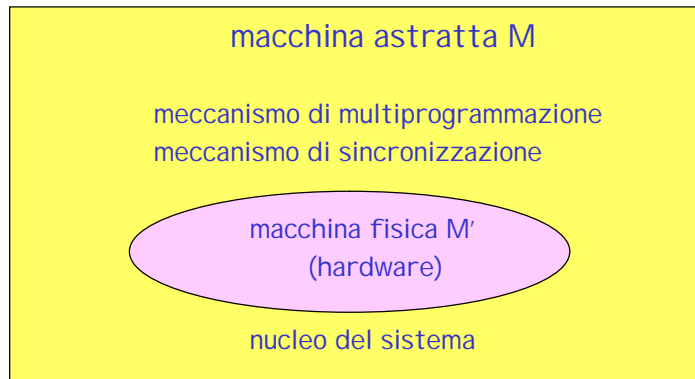 macchina astratta M
meccanismo di multiprogrammazione
meccanismo di sincronizzazione
macchina fisica M'
(hardware)
nucleo del sistema